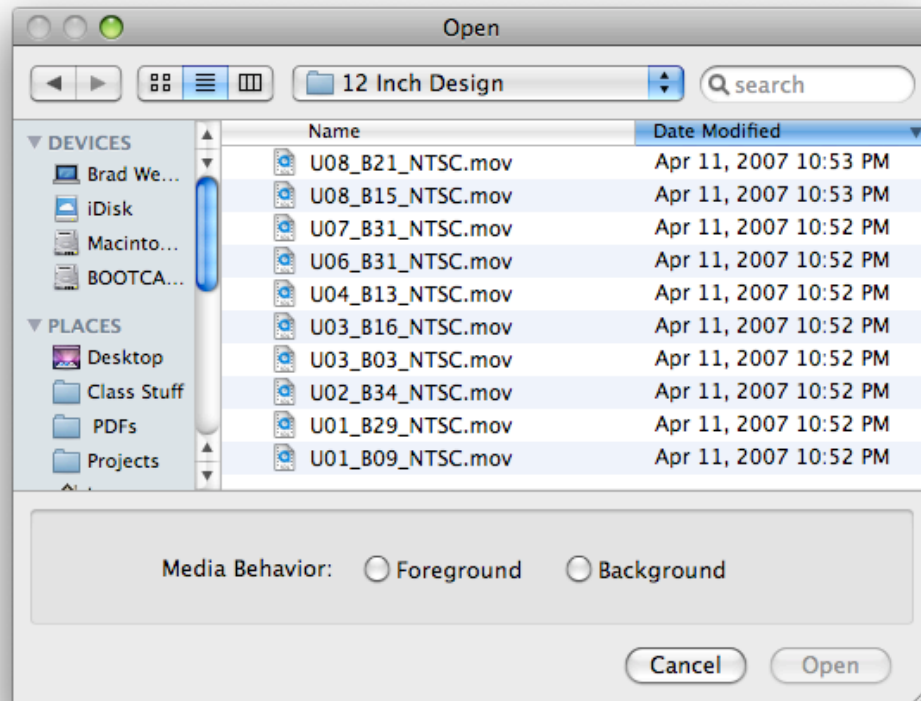 Open
12 Inch Design
search
DEVICES
Brad We...
iDisk
Macinto...
BOOTCA...
PLACES
Desktop
Class Stuff
PDFs
Projects
Name Date Modified
U08_B21_NTSC.mov Apr 11, 2007 10:53 PM
U08_B15_NTSC.mov Apr 11, 2007 10:53 PM
U07_B31_NTSC.mov Apr 11, 2007 10:52 PM
U06_B31_NTSC.mov Apr 11, 2007 10:52 PM
U04_B13_NTSC.mov Apr 11, 2007 10:52 PM
U03_B16_NTSC.mov Apr 11, 2007 10:52 PM
U03_B03_NTSC.mov Apr 11, 2007 10:52 PM
U02_B34_NTSC.mov Apr 11, 2007 10:52 PM
U01_B29_NTSC.mov Apr 11, 2007 10:52 PM
U01_B09_NTSC.mov Apr 11, 2007 10:52 PM
Media Behavior: Foreground Background
Cancel Open